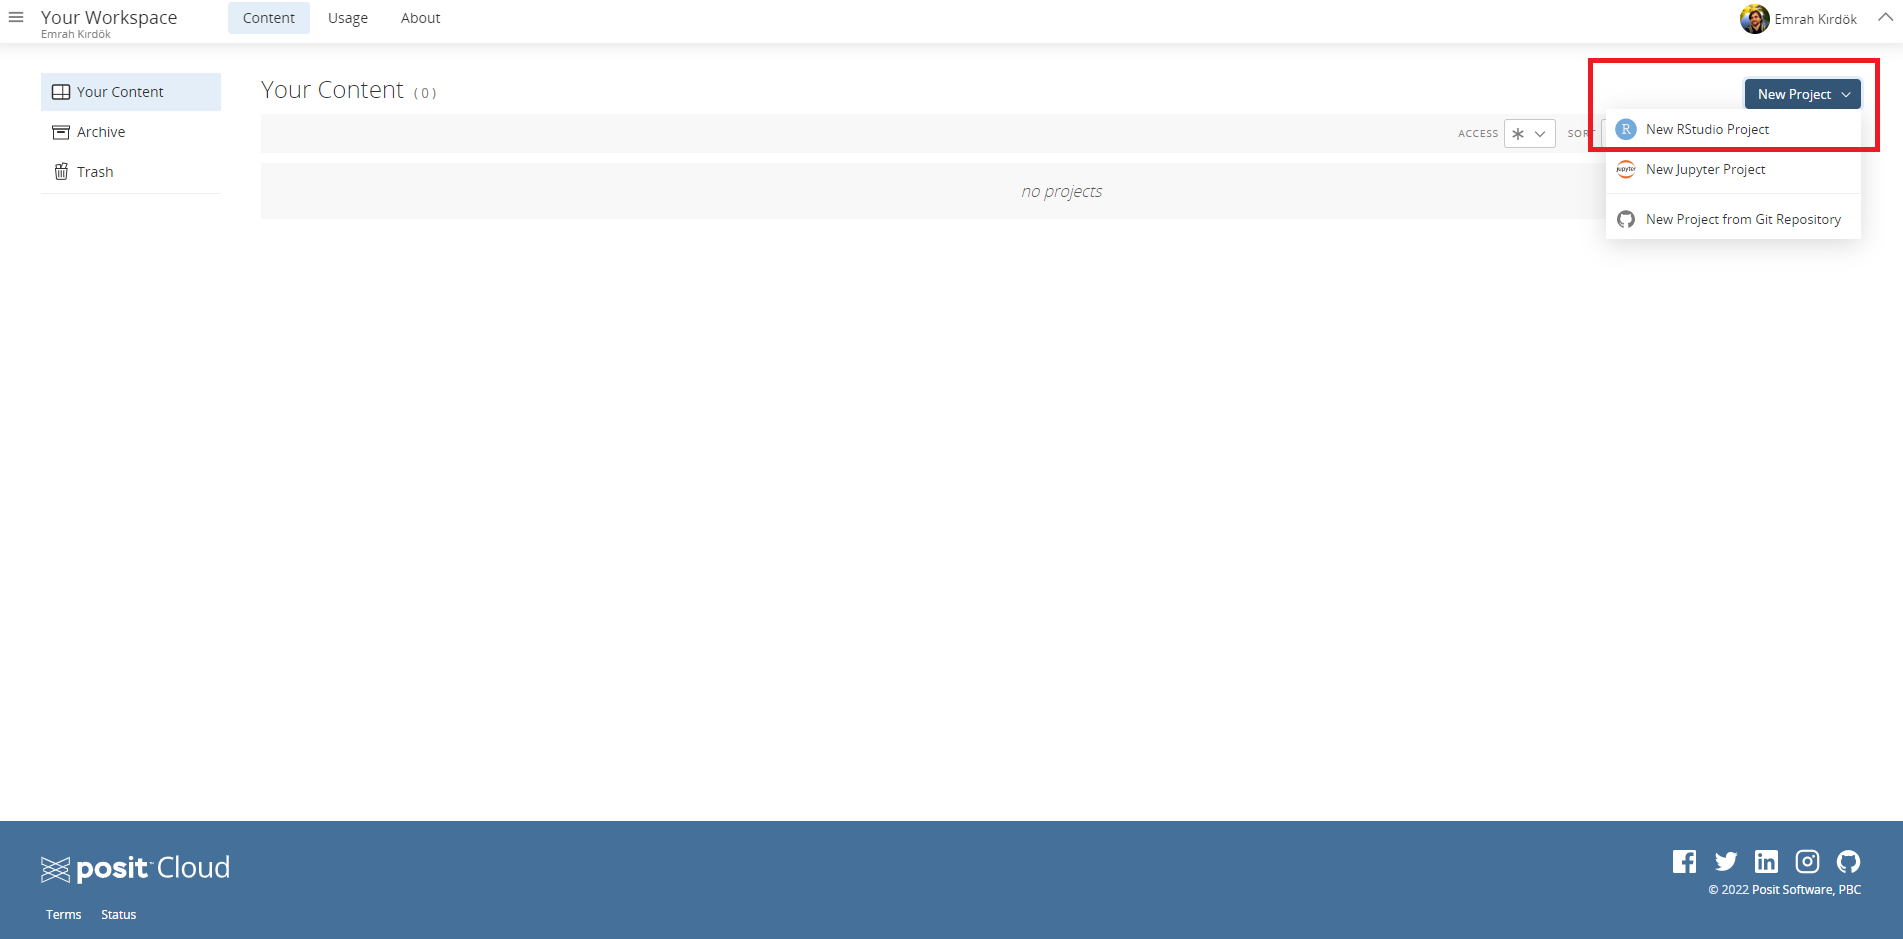 Your Workspace
Emrah Kırdök
Content Usage About
Emrah Kırdök
Your Content
Archive
Trash
Your Content ( 0 )
New Project
ACCESS
SORT
New RStudio Project
New Jupyter Project
New Project from Git Repository
no projects
posit™ Cloud
© 2022 Posit Software, PBC
Terms Status